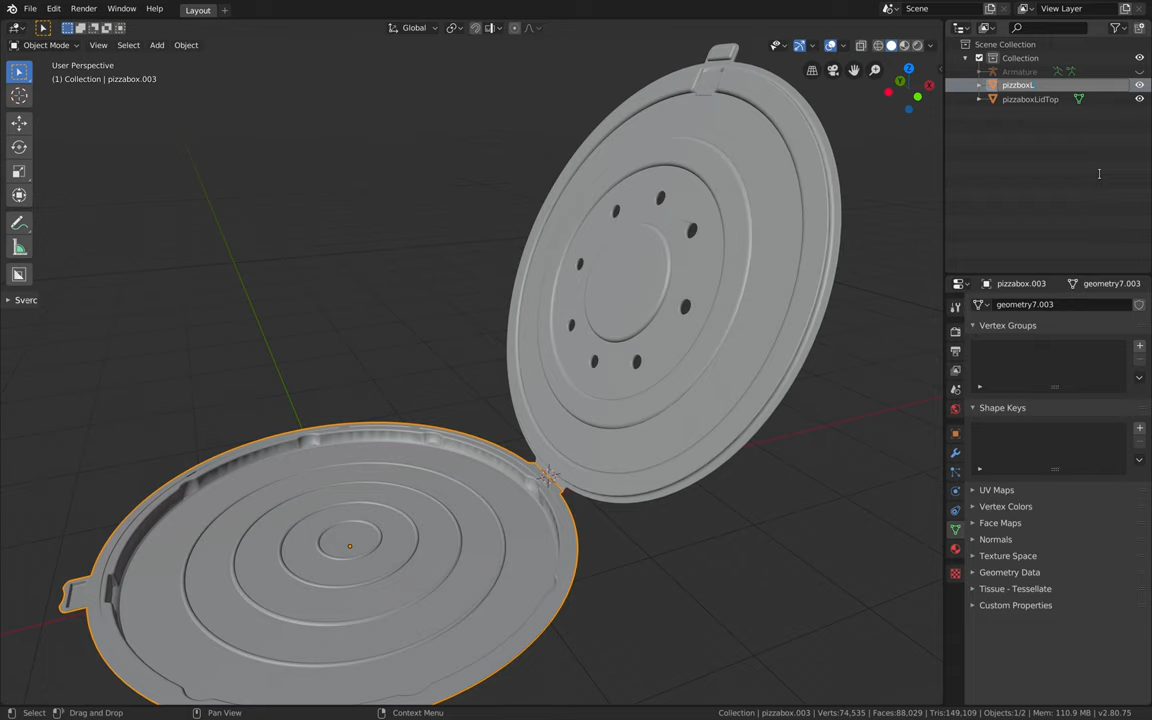 File Edit Render Window Help Layout + Scene View Layer
Object Mode View Select Add Object Global
User Perspective
(1) Collection | pizzabox.003
Sverc
X
Y
Z
Scene Collection
Collection
Armature
pizzboxL
pizzaboxLidTop
pizzabox.003 geometry7.003
geometry7.003
Vertex Groups
Shape Keys
UV Maps
Vertex Colors
Face Maps
Normals
Texture Space
Geometry Data
Tissue - Tessellate
Custom Properties
Select Drag and Drop Pan View Context Menu Collection | pizzabox.003 | Verts:74,535 | Faces:88,029 | Tris:149,109 | Objects:1/2 | Mem: 110.9 MB | v2.80.75